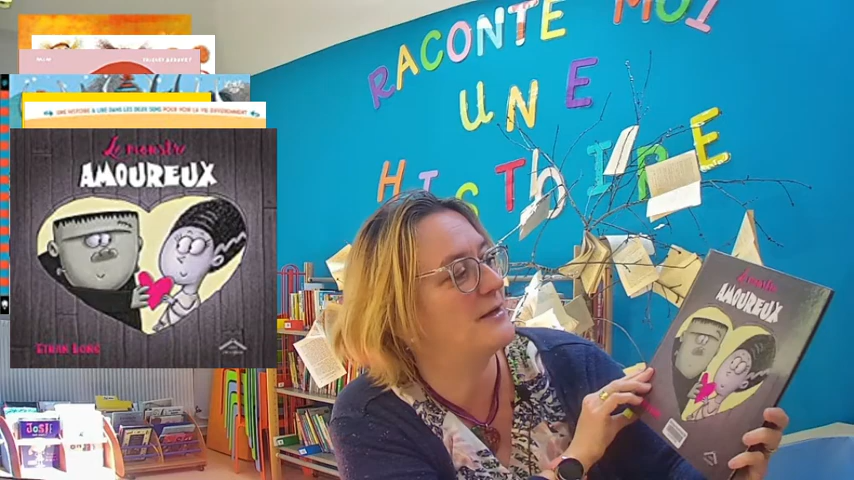 RACONTE MOI
UNE
HISTOIRE
UNE HISTOIRE À LIRE DANS LES DEUX SENS POUR VOIR LA VIE DIFFÉREMMENT
Le monstre
AMOUREUX
ETHAN LONG
Le monstre
AMOUREUX
JOSLI